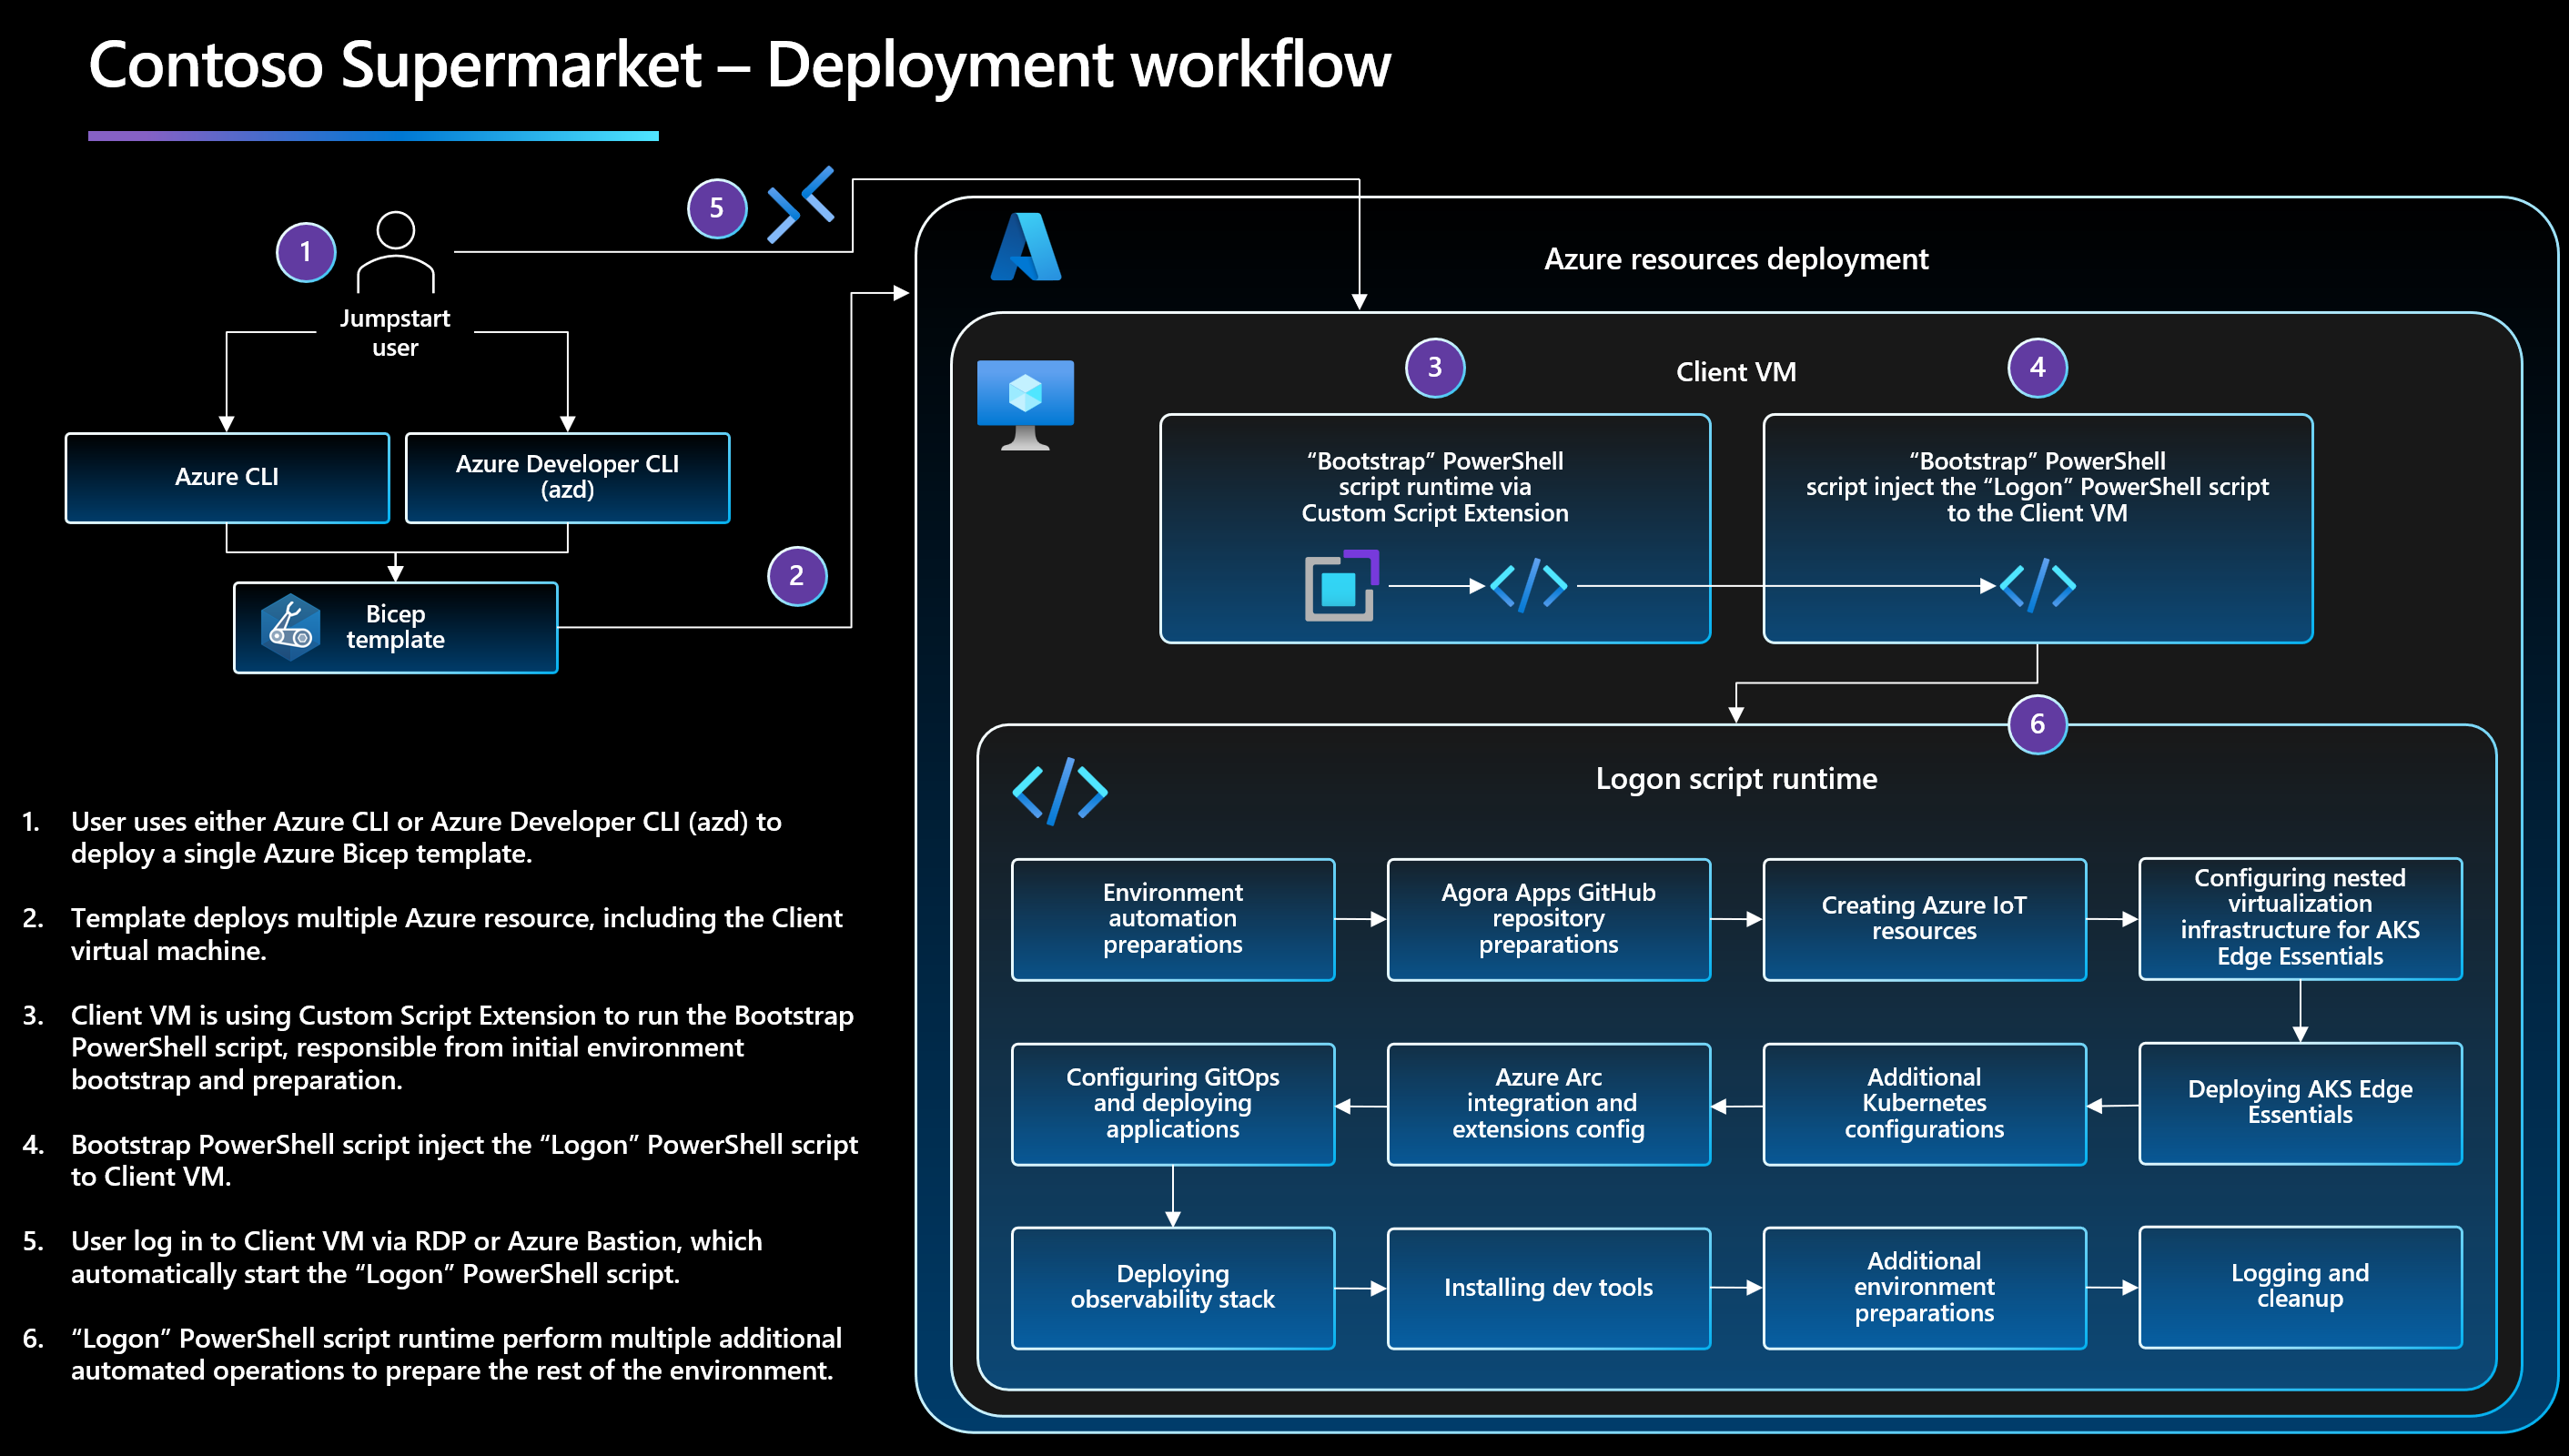 Contoso Supermarket – Deployment workflow
5
1
Jumpstart
user
Azure CLI
Azure Developer CLI
(azd)
2
Bicep
template
Azure resources deployment
3
Client VM
4
“Bootstrap” PowerShell
script runtime via
Custom Script Extension
“Bootstrap” PowerShell
script inject the “Logon” PowerShell script
to the Client VM
6
Logon script runtime
Environment
automation
preparations
Agora Apps GitHub
repository
preparations
Creating Azure IoT
resources
Configuring nested
virtualization
infrastructure for AKS
Edge Essentials
Configuring GitOps
and deploying
applications
Azure Arc
integration and
extensions config
Additional
Kubernetes
configurations
Deploying AKS Edge
Essentials
Deploying
observability stack
Installing dev tools
Additional
environment
preparations
Logging and
cleanup
1. User uses either Azure CLI or Azure Developer CLI (azd) to
deploy a single Azure Bicep template.
2. Template deploys multiple Azure resource, including the Client
virtual machine.
3. Client VM is using Custom Script Extension to run the Bootstrap
PowerShell script, responsible from initial environment
bootstrap and preparation.
4. Bootstrap PowerShell script inject the “Logon” PowerShell script
to Client VM.
5. User log in to Client VM via RDP or Azure Bastion, which
automatically start the “Logon” PowerShell script.
6. “Logon” PowerShell script runtime perform multiple additional
automated operations to prepare the rest of the environment.